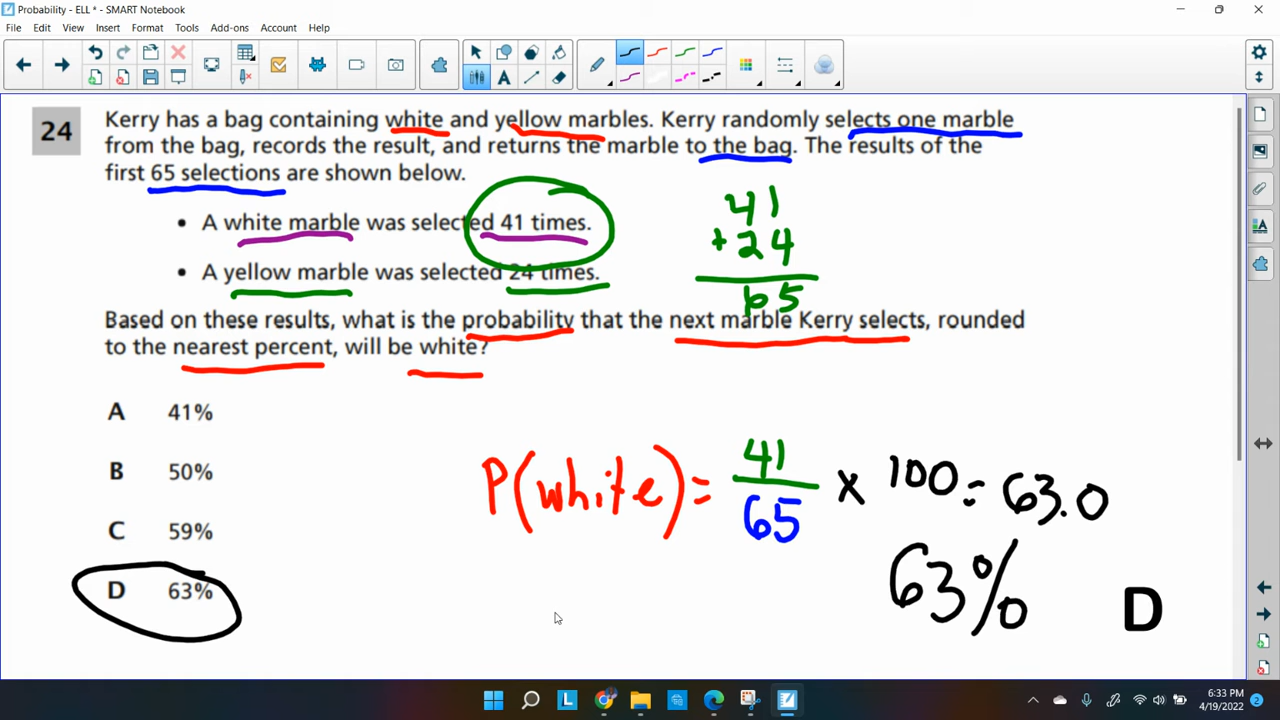 Probability - ELL * - SMART Notebook
File Edit View Insert Format Tools Add-ons Account Help
24
Kerry has a bag containing white and yellow marbles. Kerry randomly selects one marble
from the bag, records the result, and returns the marble to the bag. The results of the
first 65 selections are shown below.
• A white marble was selected 41 times.
• A yellow marble was selected 24 times.
41
+24
65
Based on these results, what is the probability that the next marble Kerry selects, rounded
to the nearest percent, will be white?
A 41%
B 50%
C 59%
D 63%
P(white) = 41/65 x 100 = 63.0
63%
D
6:33 PM
4/19/2022
2